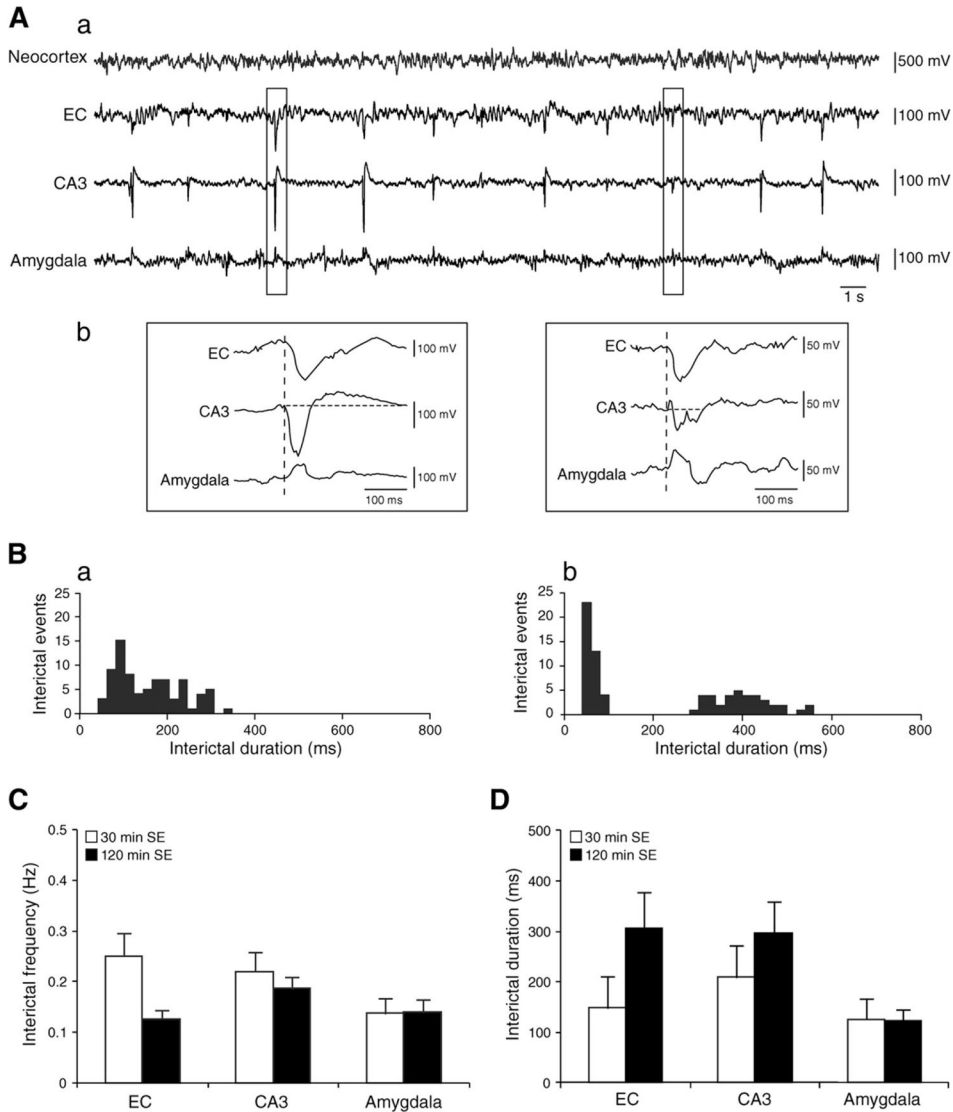 A
a
Neocortex 500 mV
EC 100 mV
CA3 100 mV
Amygdala 100 mV
1 s
b
EC 100 mV
CA3 100 mV
Amygdala 100 mV
100 ms
EC 50 mV
CA3 50 mV
Amygdala 50 mV
100 ms
B
a
Interictal events
25
20
15
10
5
0
0 200 400 600 800
Interictal duration (ms)
b
Interictal events
25
20
15
10
5
0
0 200 400 600 800
Interictal duration (ms)
C
30 min SE
120 min SE
Interictal frequency (Hz)
0.5
0.4
0.3
0.2
0.1
0
EC CA3 Amygdala
D
30 min SE
120 min SE
Interictal duration (ms)
500
400
300
200
100
0
EC CA3 Amygdala